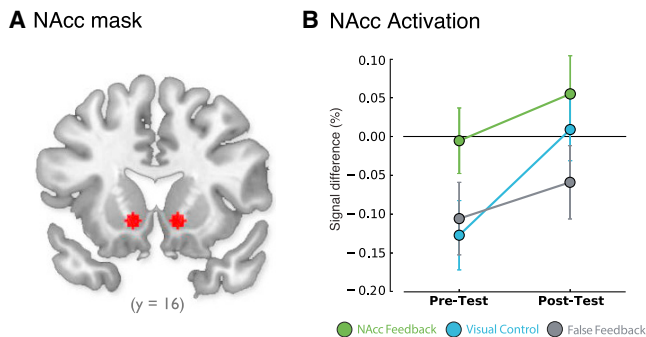 A NAcc mask
(y = 16)
B NAcc Activation
Signal difference (%)
0.10
0.05
0.00
−0.05
−0.10
−0.15
−0.20
Pre-Test Post-Test
NAcc Feedback Visual Control False Feedback